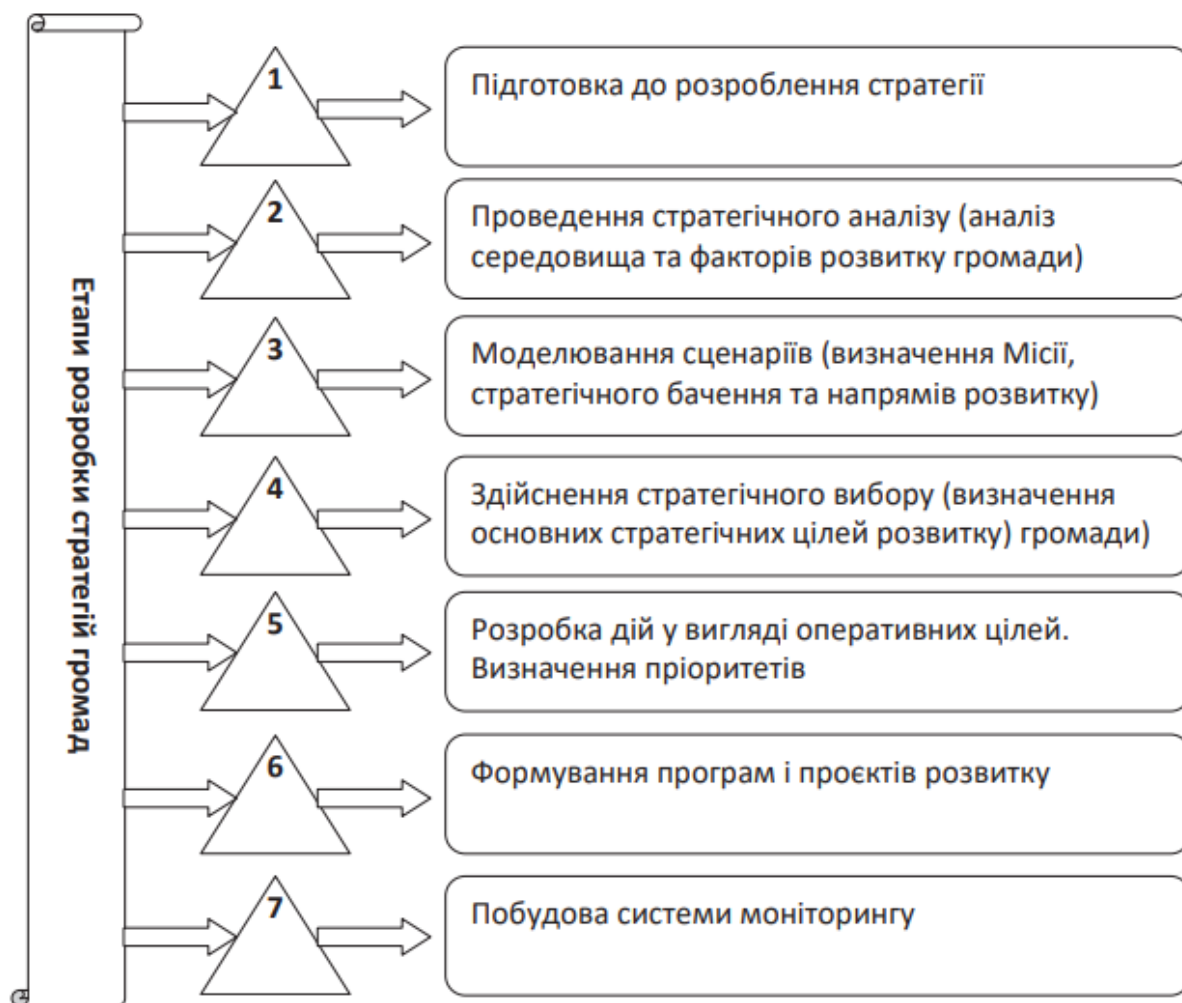 Етапи розробки стратегій громад
1
Підготовка до розроблення стратегії
2
Проведення стратегічного аналізу (аналіз
середовища та факторів розвитку громади)
3
Моделювання сценаріїв (визначення Місії,
стратегічного бачення та напрямів розвитку)
4
Здійснення стратегічного вибору (визначення
основних стратегічних цілей розвитку) громади)
5
Розробка дій у вигляді оперативних цілей.
Визначення пріоритетів
6
Формування програм і проєктів розвитку
7
Побудова системи моніторингу